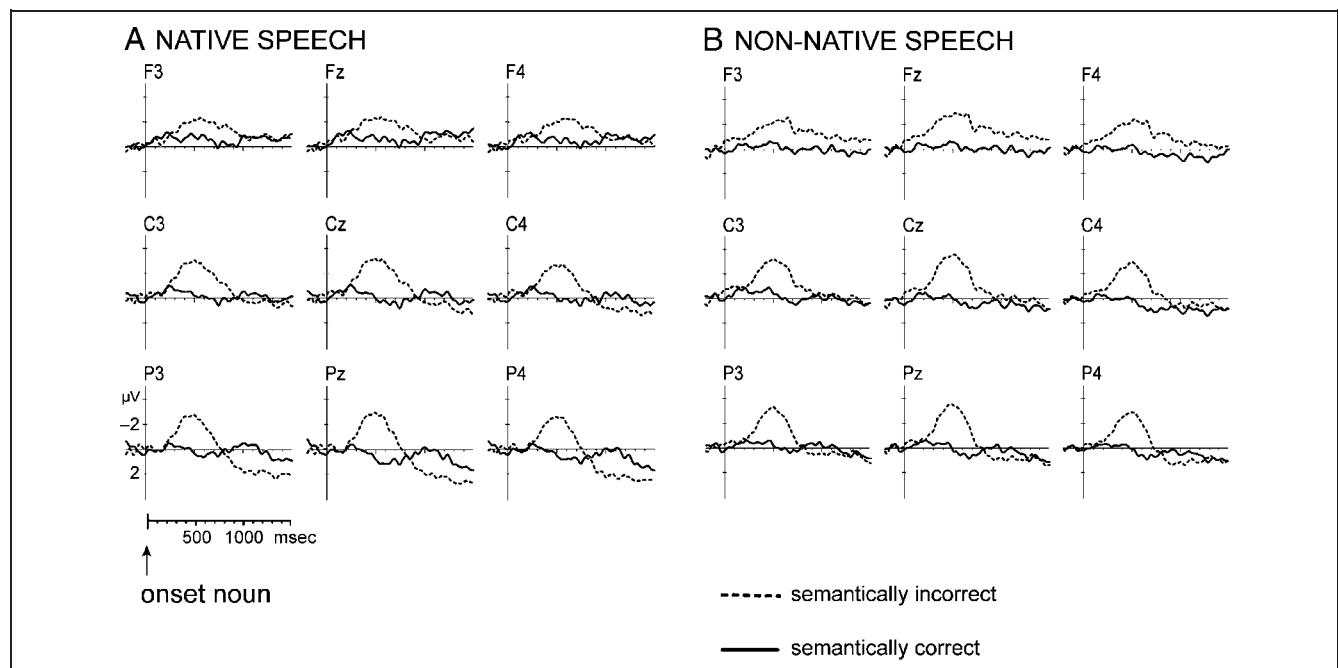 A NATIVE SPEECH
B NON-NATIVE SPEECH
F3 Fz F4
F3 Fz F4
C3 Cz C4
C3 Cz C4
P3 Pz P4
P3 Pz P4
µV
−2
2
500 1000 msec
onset noun
semantically incorrect
semantically correct